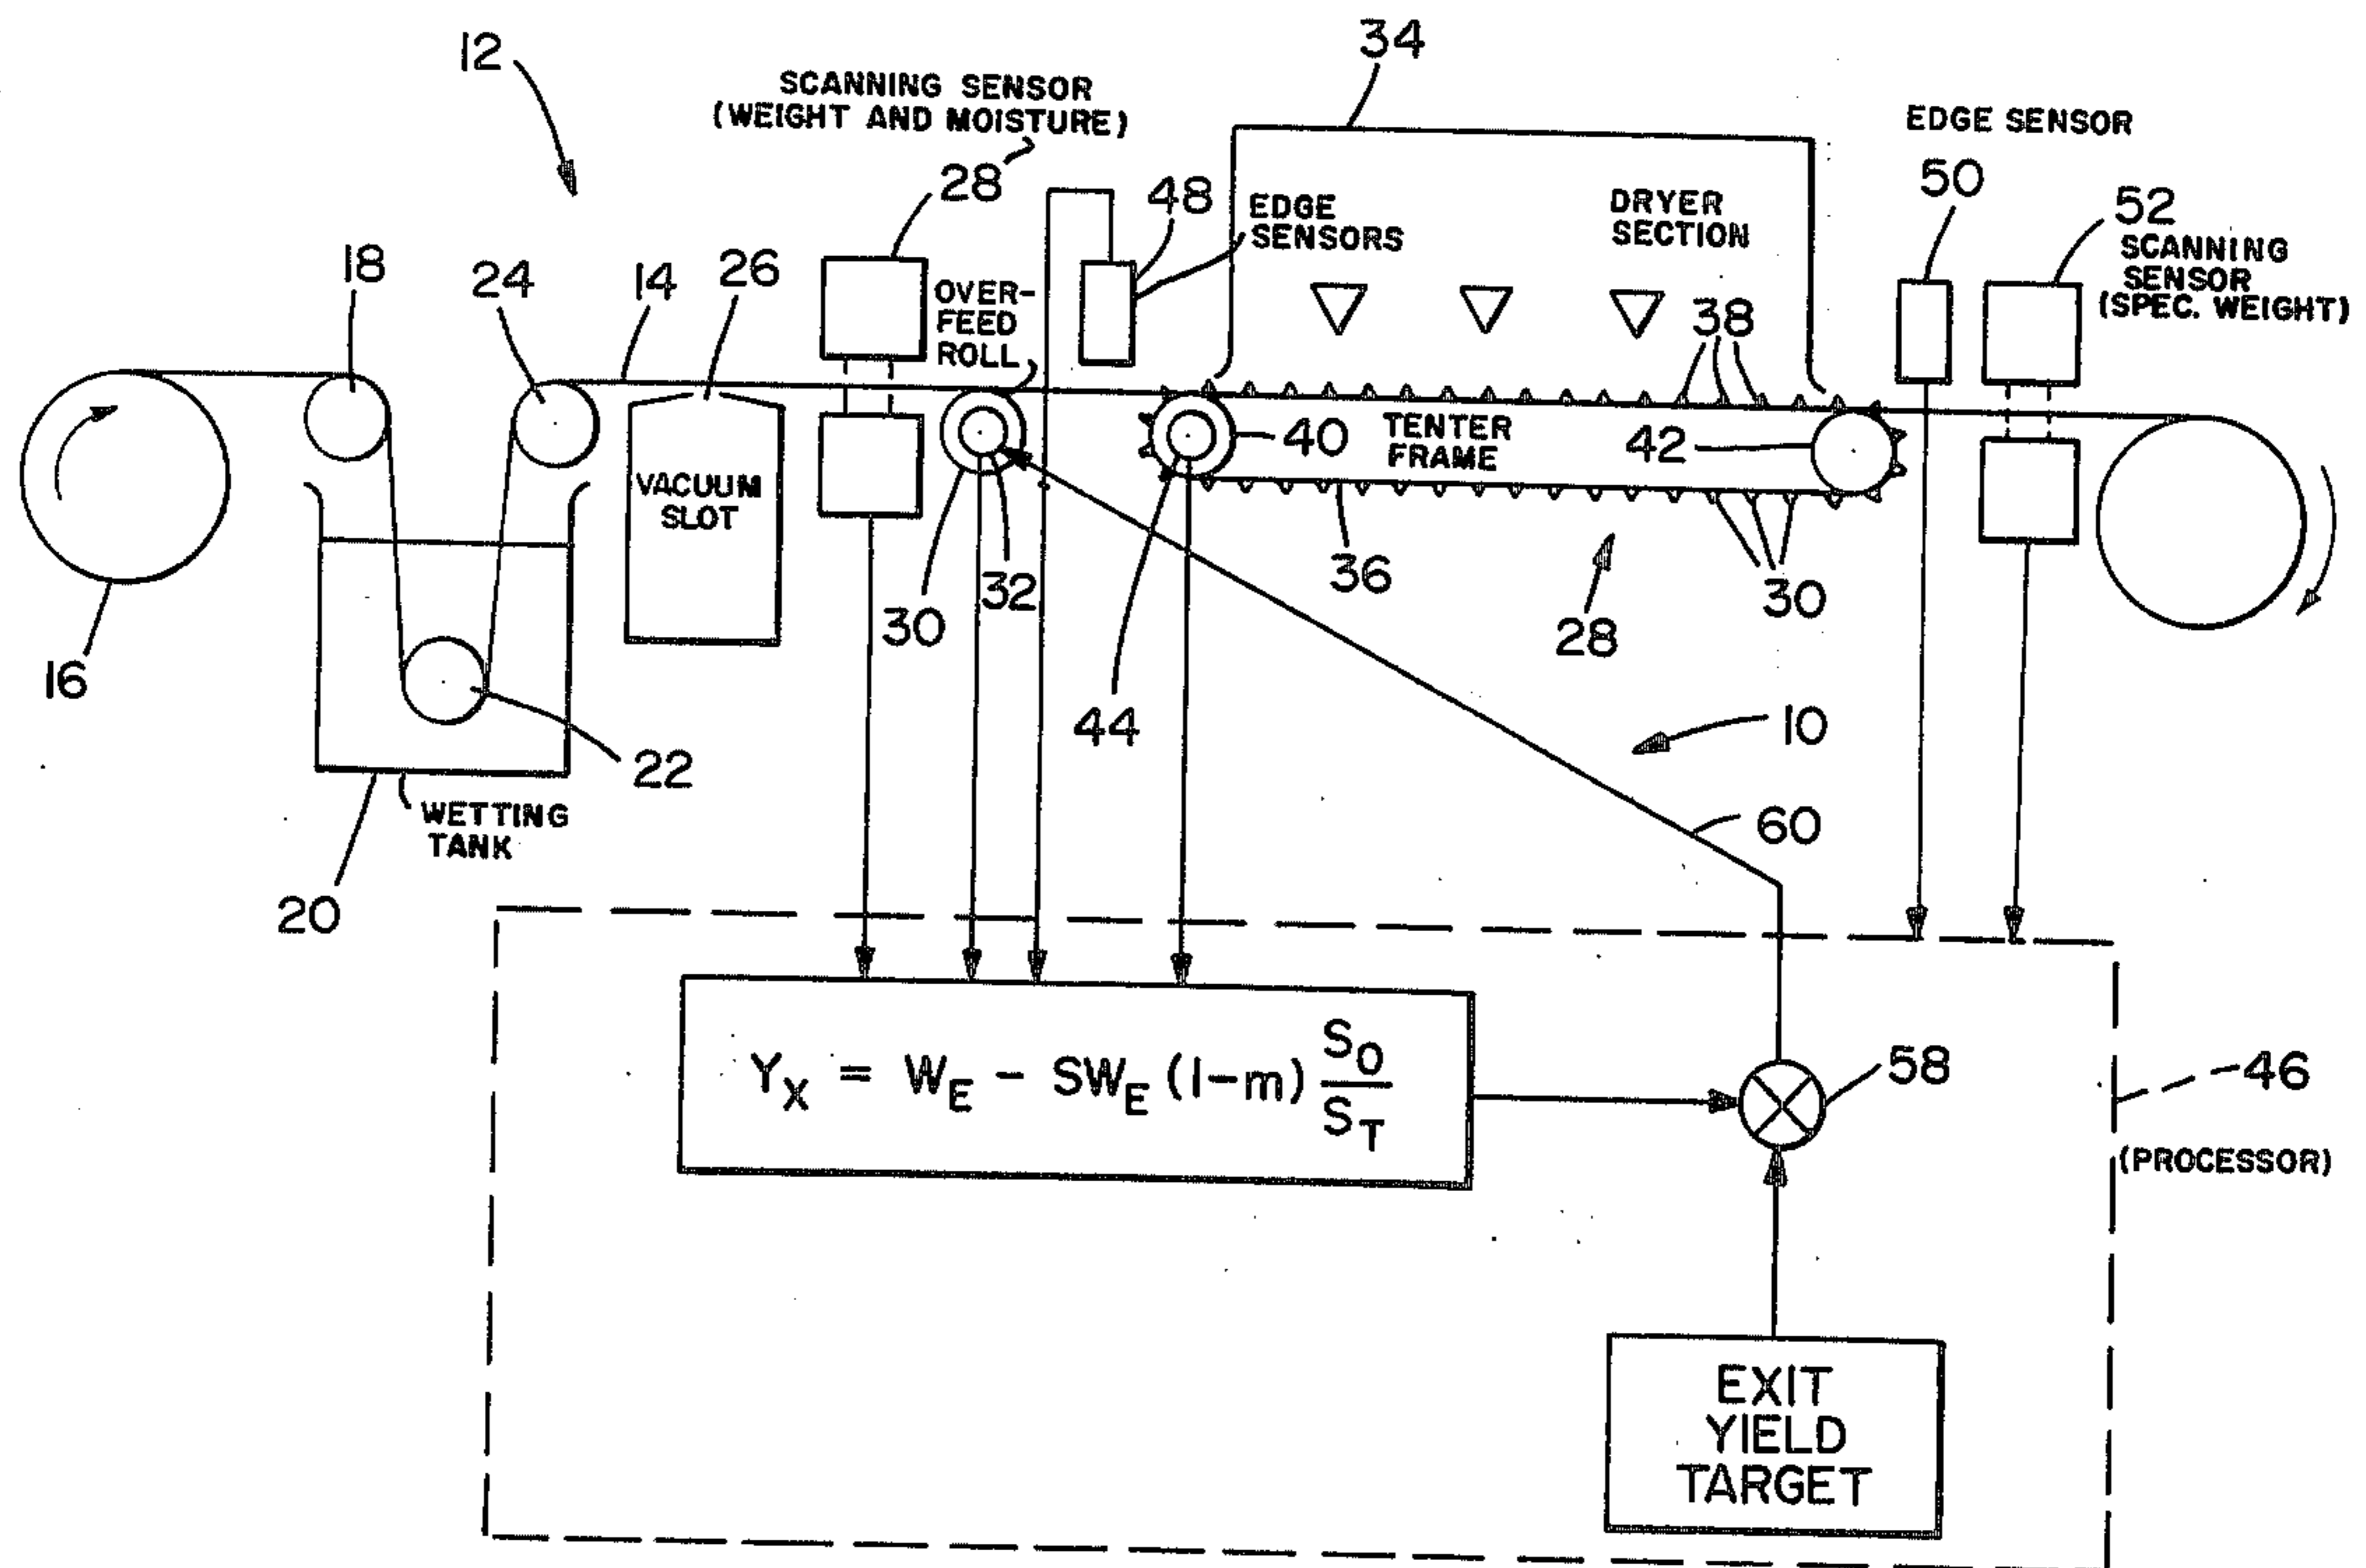 12
SCANNING SENSOR
(WEIGHT AND MOISTURE)
28
34
EDGE SENSOR
50
52
SCANNING
SENSOR
(SPEC. WEIGHT)
48
EDGE
SENSORS
DRYER
SECTION
18
24
14
26
OVER-
FEED
ROLL
38
VACUUM
SLOT
40
TENTER
FRAME
42
16
22
30
32
44
36
28
30
10
WETTING
TANK
20
60
Y_X = W_E - SW_E (1-m) S_O / S_T
58
46
(PROCESSOR)
EXIT
YIELD
TARGET